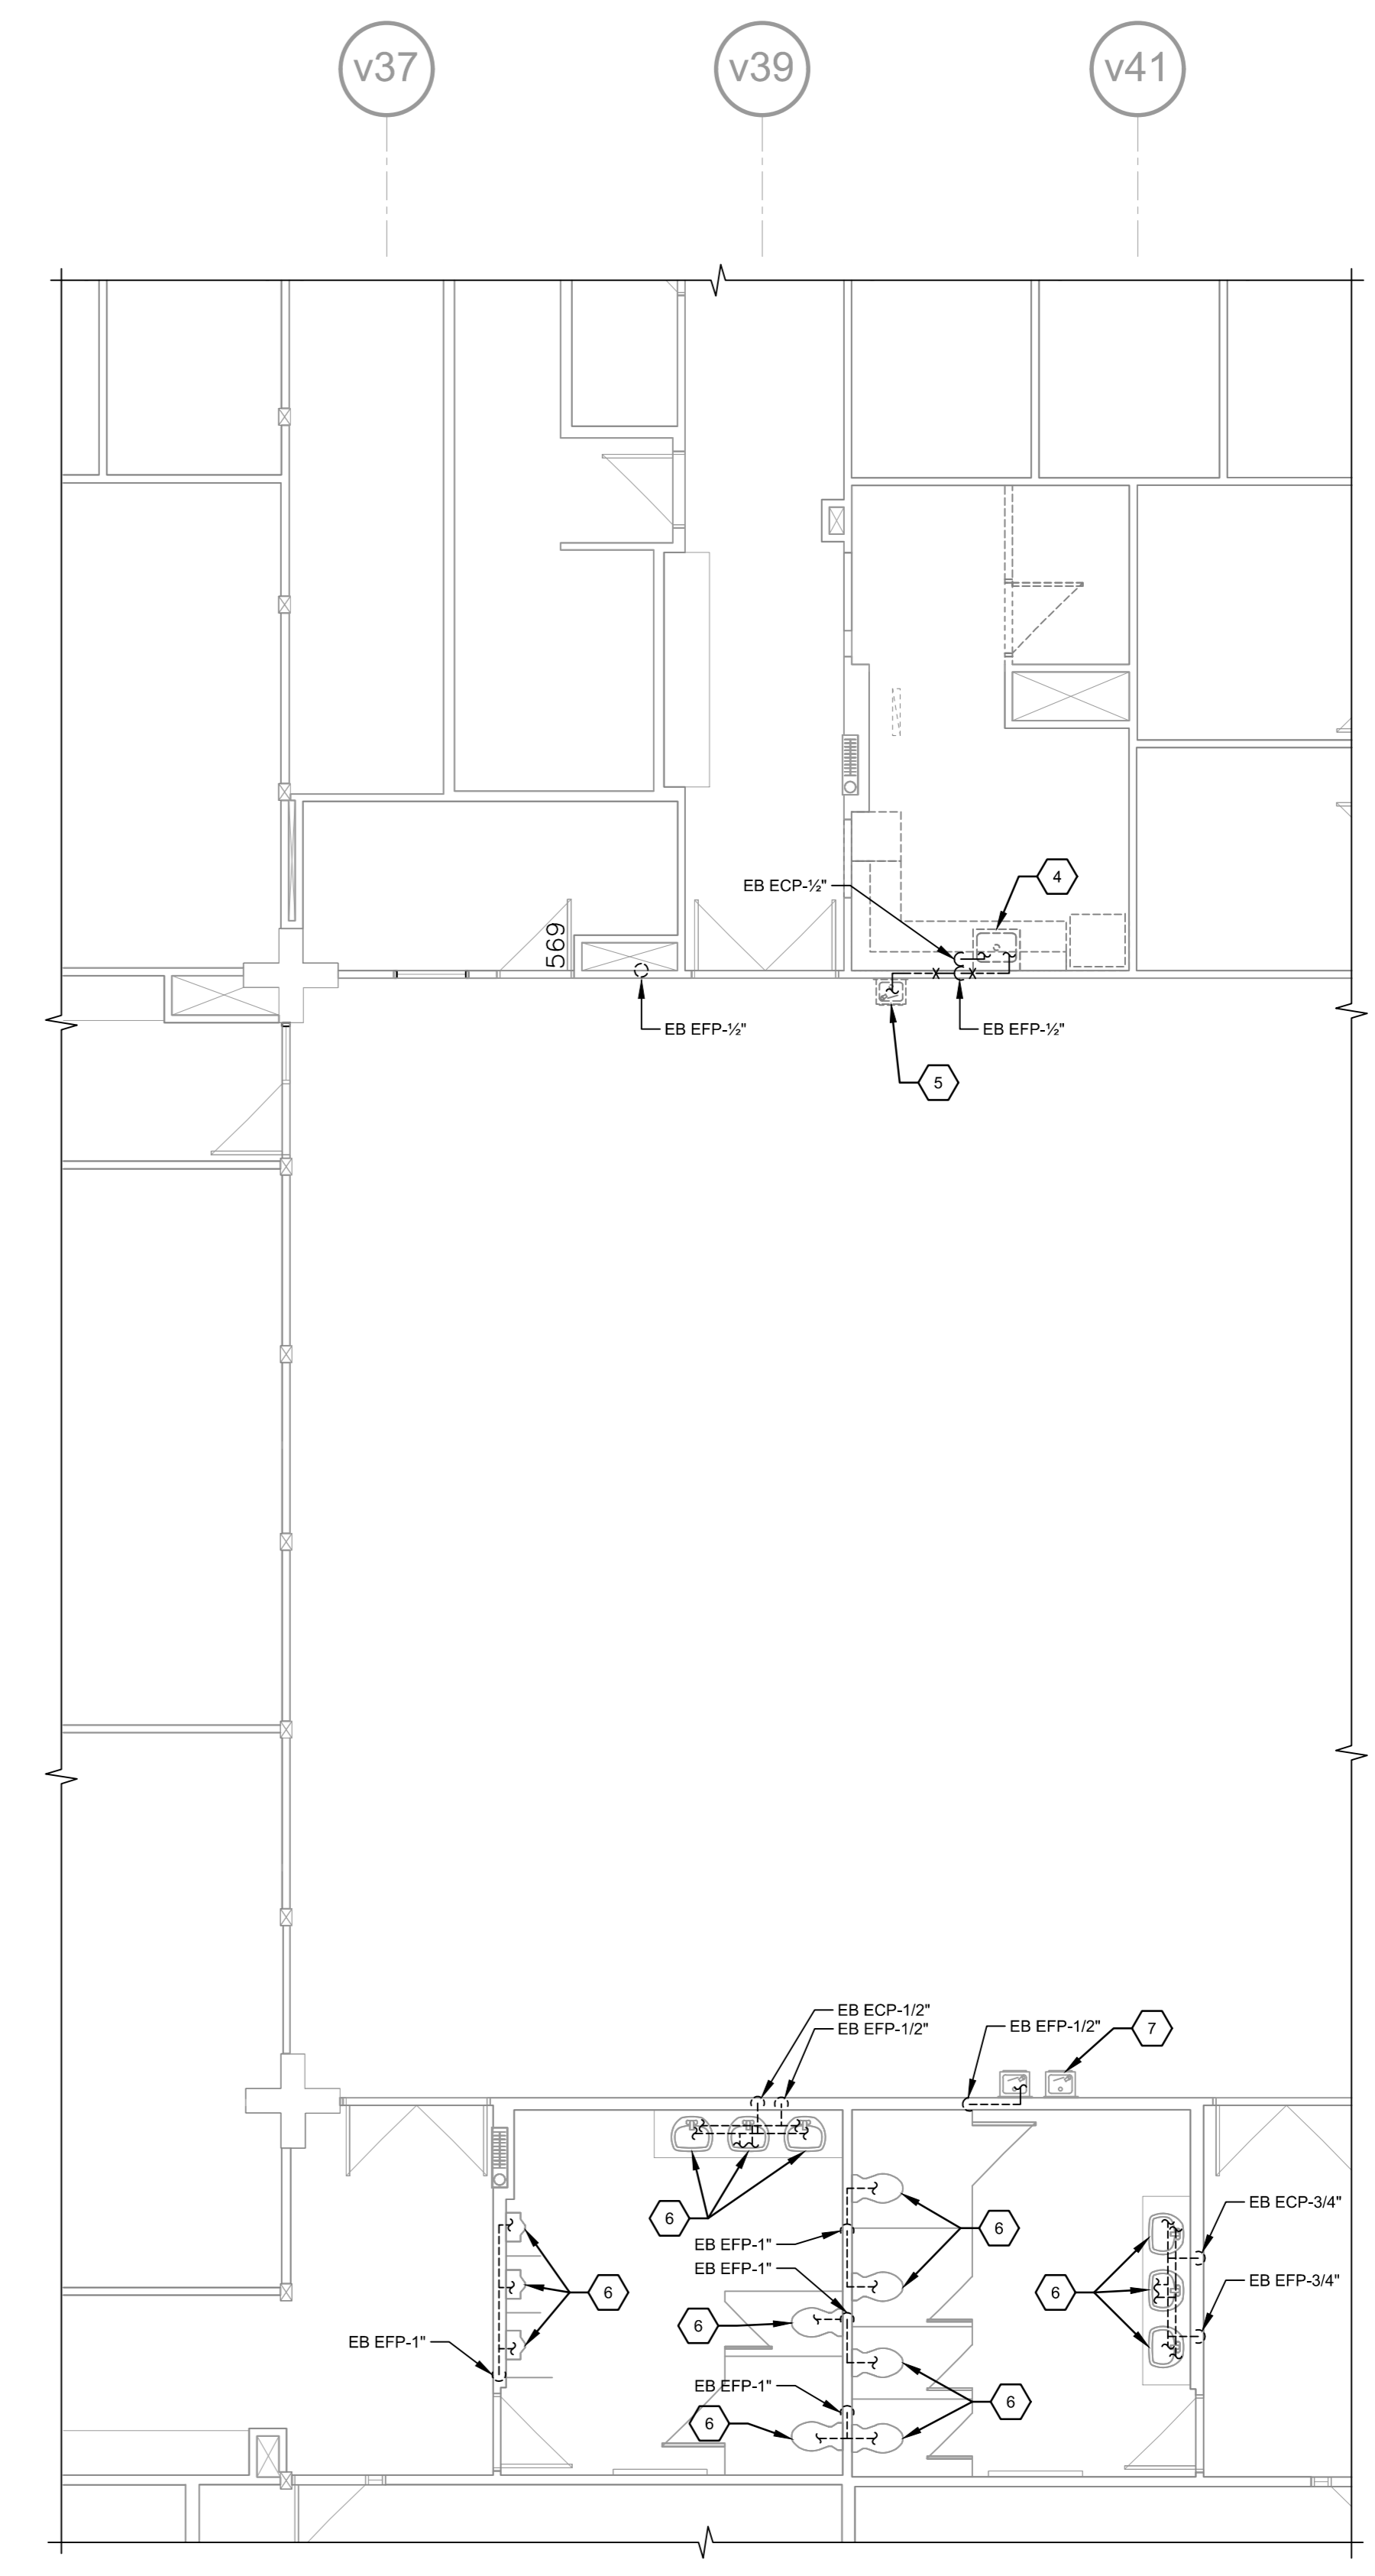 v37
v39
v41
EB ECP-½"
4
569
EB EFP-½"
EB EFP-½"
5
EB ECP-1/2"
EB EFP-1/2"
EB EFP-1/2"
7
6
EB EFP-1"
6
EB EFP-1"
6
6
6
EB ECP-3/4"
EB EFP-3/4"
EB EFP-1"
EB EFP-1"
6
6